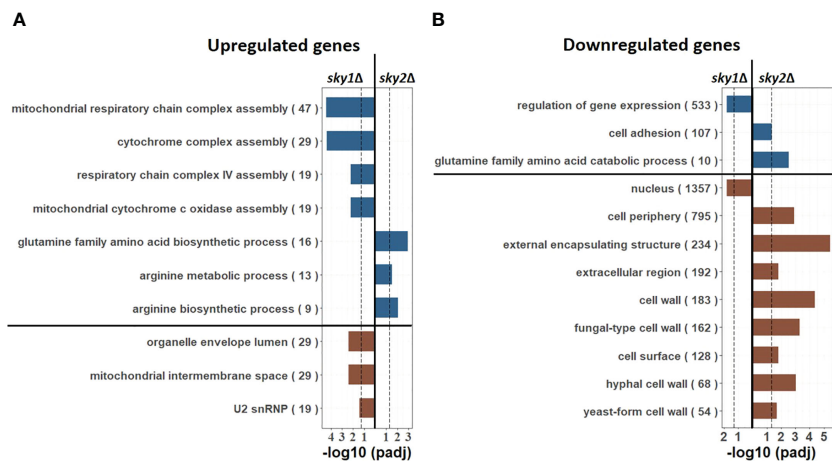 A
Upregulated genes
sky1Δ sky2Δ
mitochondrial respiratory chain complex assembly ( 47 )
cytochrome complex assembly ( 29 )
respiratory chain complex IV assembly ( 19 )
mitochondrial cytochrome c oxidase assembly ( 19 )
glutamine family amino acid biosynthetic process ( 16 )
arginine metabolic process ( 13 )
arginine biosynthetic process ( 9 )
organelle envelope lumen ( 29 )
mitochondrial intermembrane space ( 29 )
U2 snRNP ( 19 )
4 3 2 1 1 2 3
-log10 (padj)
B
Downregulated genes
sky1Δ sky2Δ
regulation of gene expression ( 533 )
cell adhesion ( 107 )
glutamine family amino acid catabolic process ( 10 )
nucleus ( 1357 )
cell periphery ( 795 )
external encapsulating structure ( 234 )
extracellular region ( 192 )
cell wall ( 183 )
fungal-type cell wall ( 162 )
cell surface ( 128 )
hyphal cell wall ( 68 )
yeast-form cell wall ( 54 )
2 1 1 2 3 4 5
-log10 (padj)